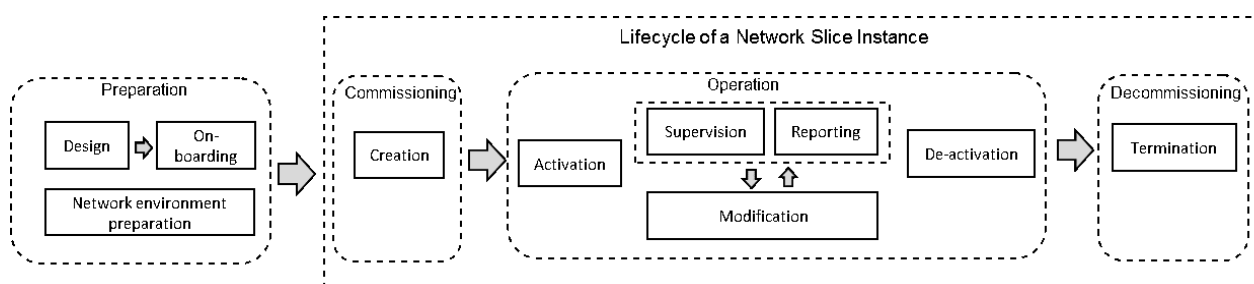 Lifecycle of a Network Slice Instance
Preparation
Design
On-
boarding
Network environment
preparation
Commissioning
Creation
Operation
Activation
Supervision
Reporting
Modification
De-activation
Decommissioning
Termination